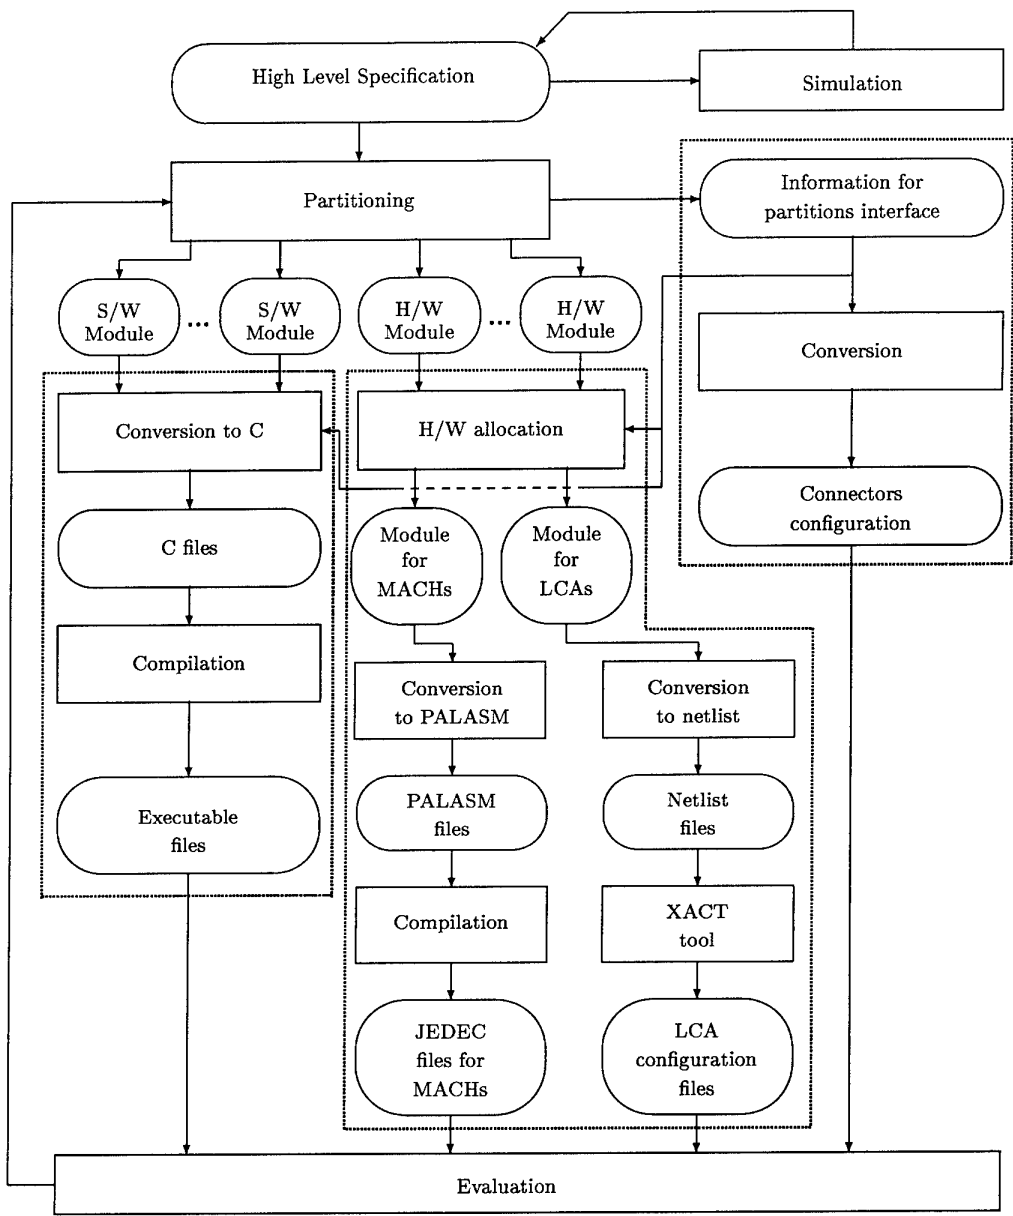 High Level Specification
Simulation
Partitioning
Information for
partitions interface
S/W
Module
...
S/W
Module
H/W
Module
...
H/W
Module
Conversion
Conversion to C
H/W allocation
Connectors
configuration
C files
Module
for
MACHs
Module
for
LCAs
Compilation
Conversion
to PALASM
Conversion
to netlist
Executable
files
PALASM
files
Netlist
files
Compilation
XACT
tool
JEDEC
files for
MACHs
LCA
configuration
files
Evaluation